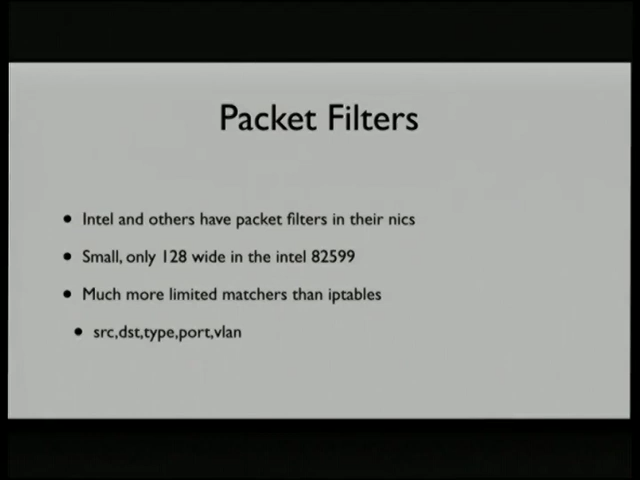 Packet Filters
Intel and others have packet filters in their nics
Small, only 128 wide in the intel 82599
Much more limited matchers than iptables
src,dst,type,port,vlan